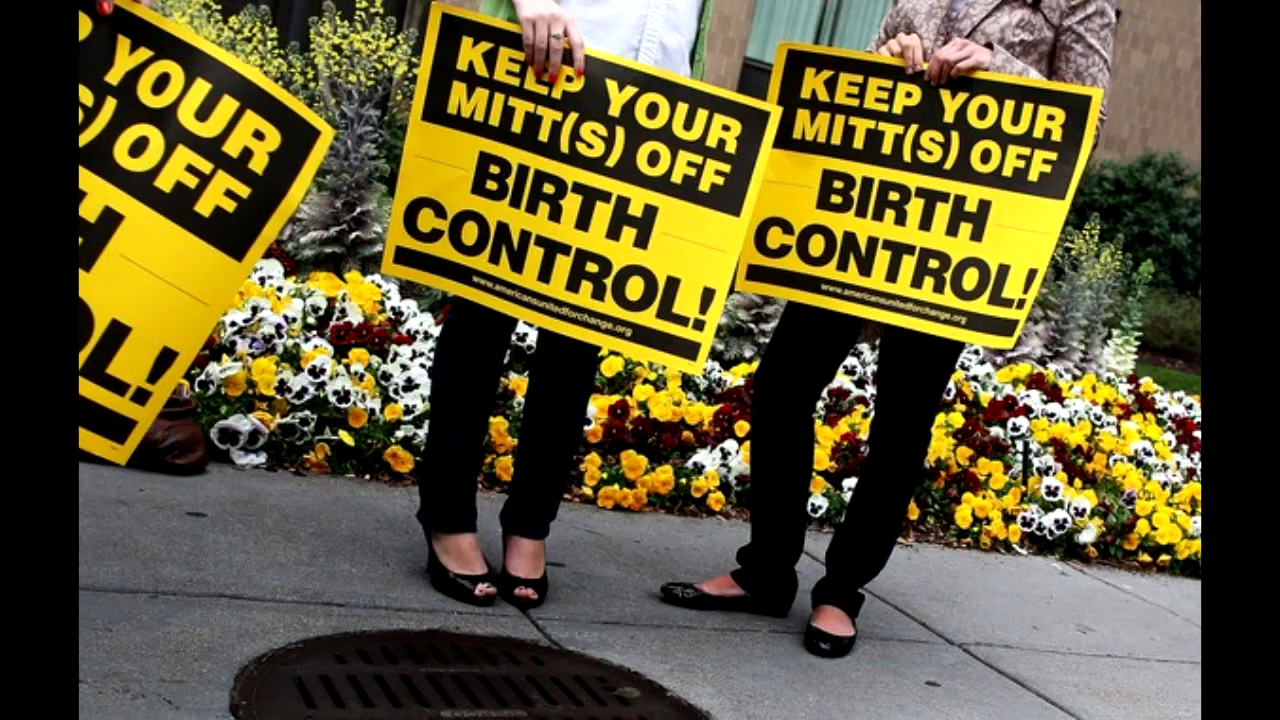 YOUR
S) OFF
H
OL!
KEEP YOUR
MITT(S) OFF
BIRTH
CONTROL!
www.americansunitedforchange.org
KEEP YOUR
MITT(S) OFF
BIRTH
CONTROL!
www.americansunitedforchange.org